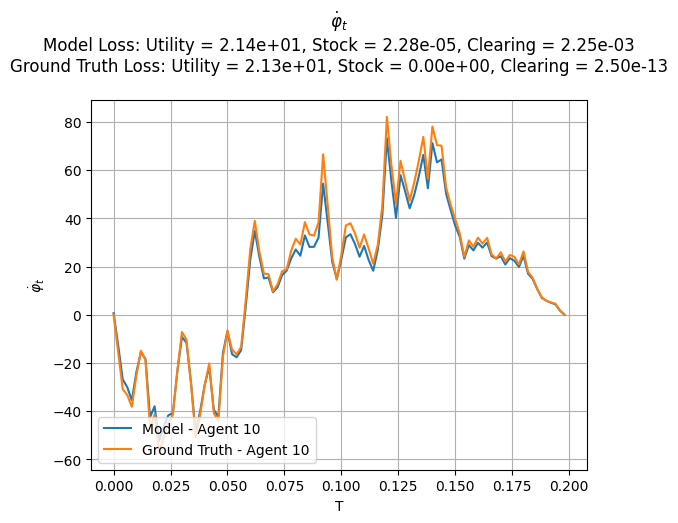 φ̇ₜ
Model Loss: Utility = 2.14e+01, Stock = 2.28e-05, Clearing = 2.25e-03
Ground Truth Loss: Utility = 2.13e+01, Stock = 0.00e+00, Clearing = 2.50e-13
80
60
40
20
0
−20
−40
−60
φ̇ₜ
Model - Agent 10
Ground Truth - Agent 10
0.000 0.025 0.050 0.075 0.100 0.125 0.150 0.175 0.200
T